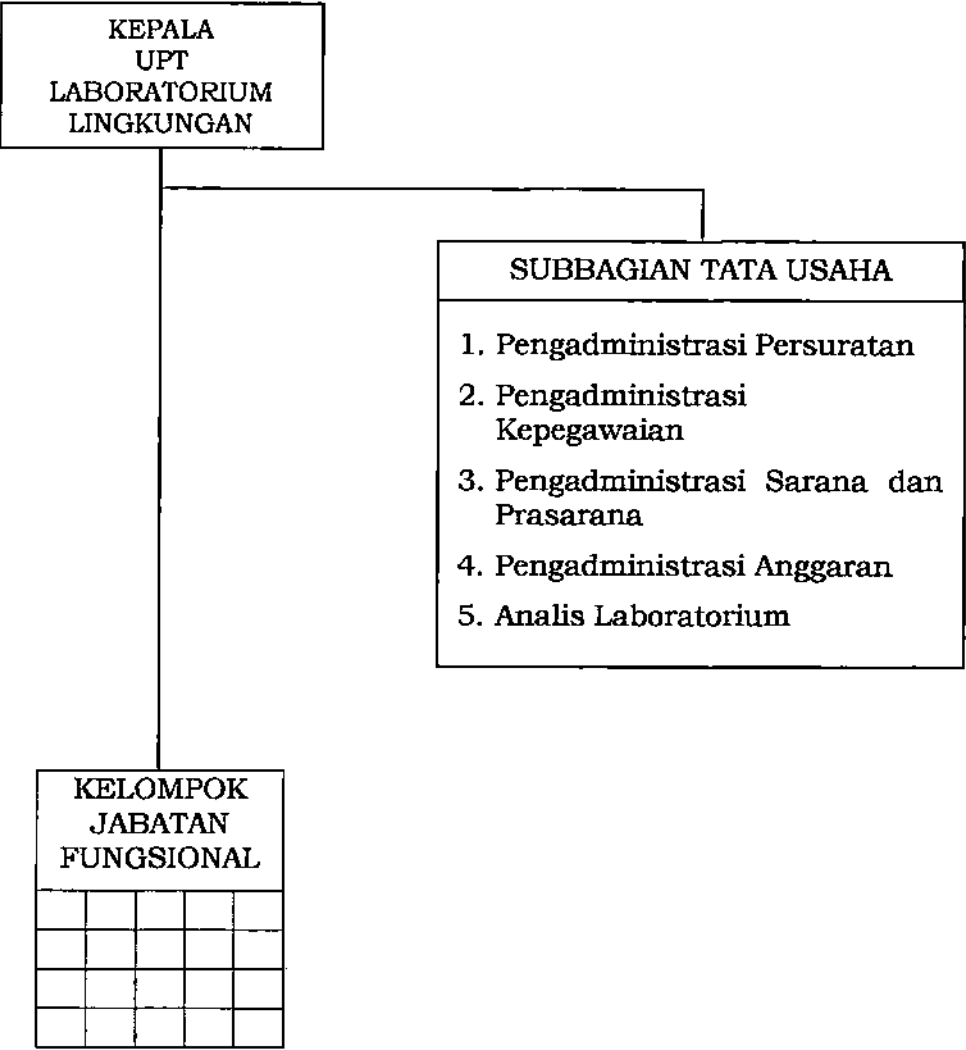 KEPALA
UPT
LABORATORIUM
LINGKUNGAN
SUBBAGIAN TATA USAHA
1. Pengadministrasi Persuratan
2. Pengadministrasi
Kepegawaian
3. Pengadministrasi Sarana dan
Prasarana
4. Pengadministrasi Anggaran
5. Analis Laboratorium
KELOMPOK
JABATAN
FUNGSIONAL